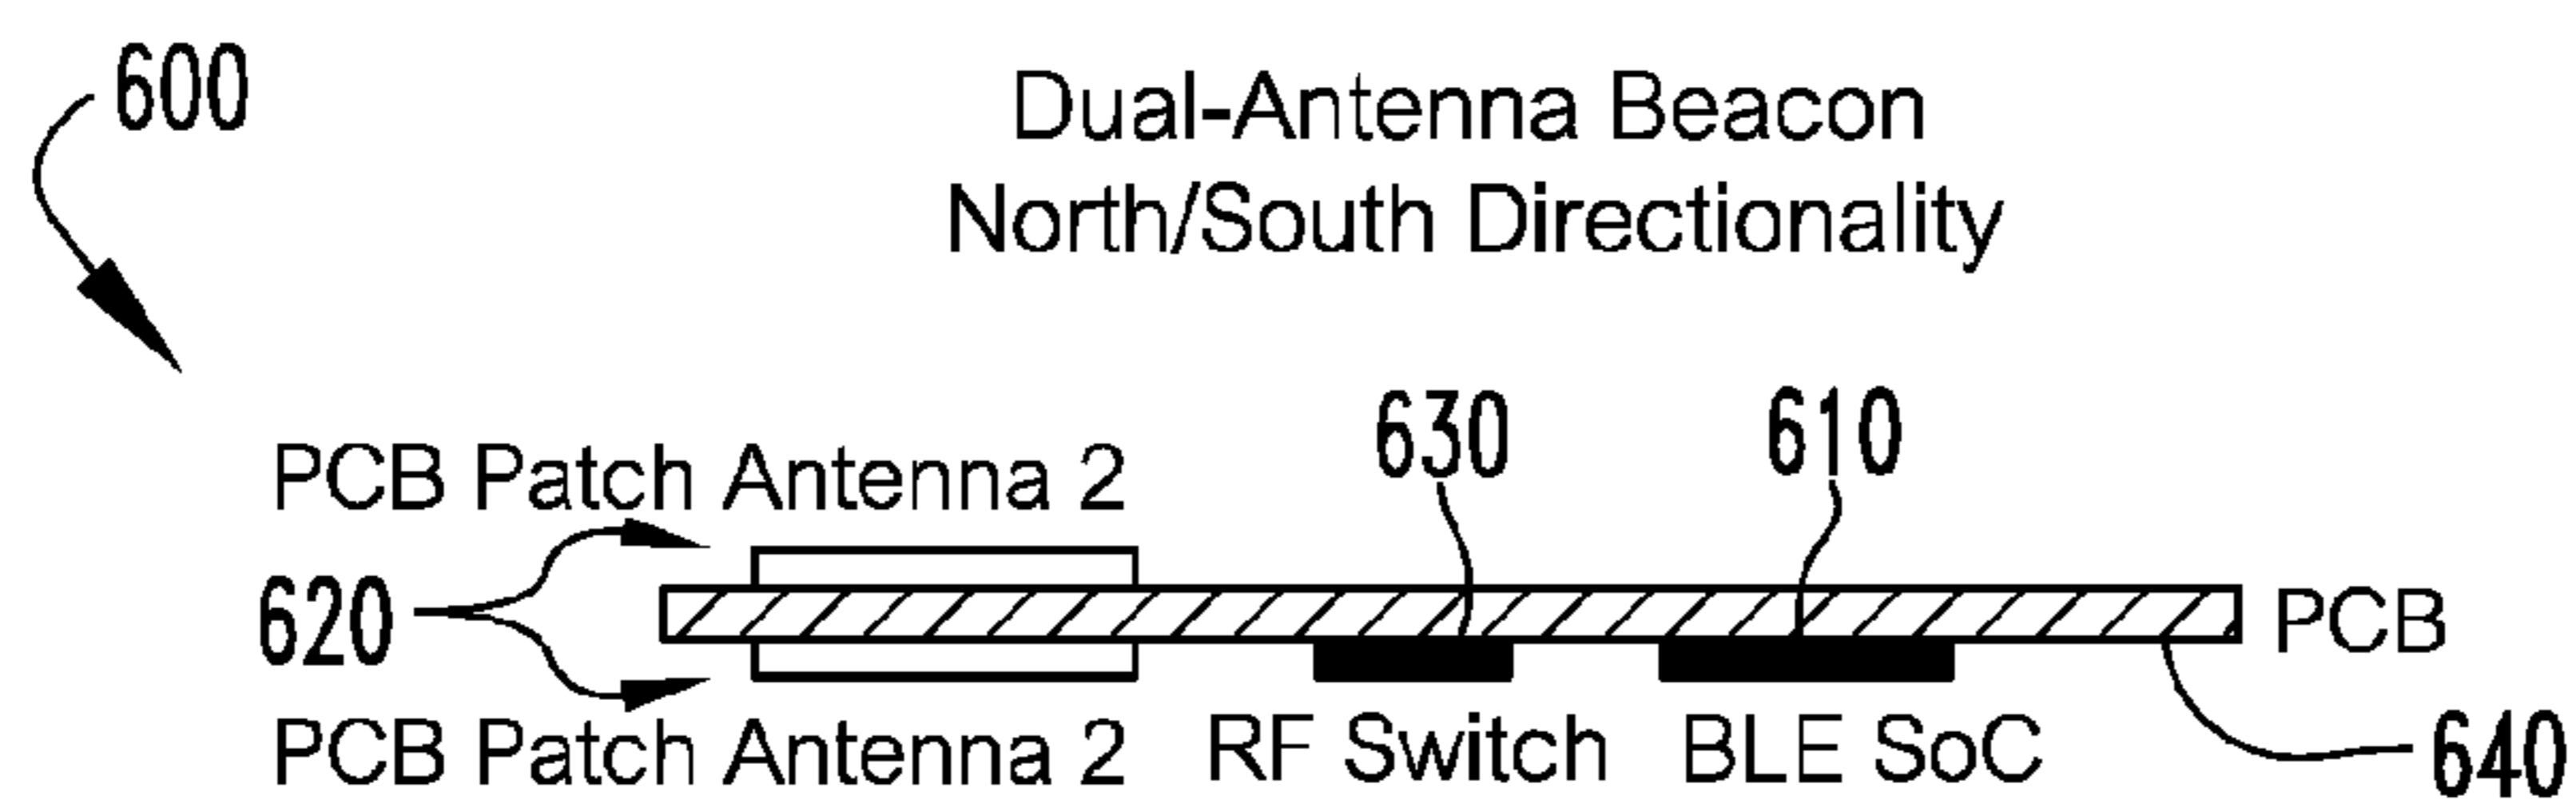 600
Dual-Antenna Beacon
North/South Directionality
630
610
PCB Patch Antenna 2
620
PCB
PCB Patch Antenna 2
RF Switch
BLE SoC
640